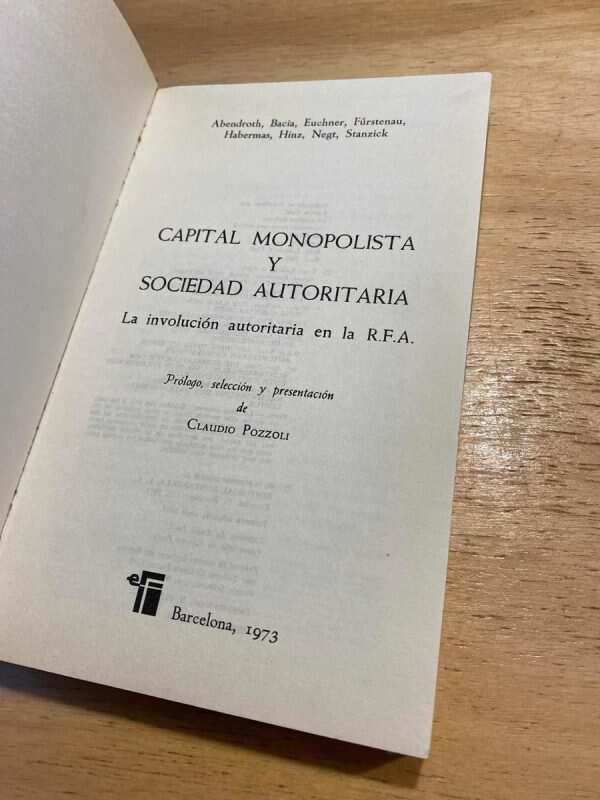 Abendroth, Bacia, Euchner, Fürstenau,
Habermas, Hinz, Negt, Stanzick
CAPITAL MONOPOLISTA
Y
SOCIEDAD AUTORITARIA
La involución autoritaria en la R.F.A.
Prólogo, selección y presentación
de
CLAUDIO POZZOLI
Barcelona, 1973